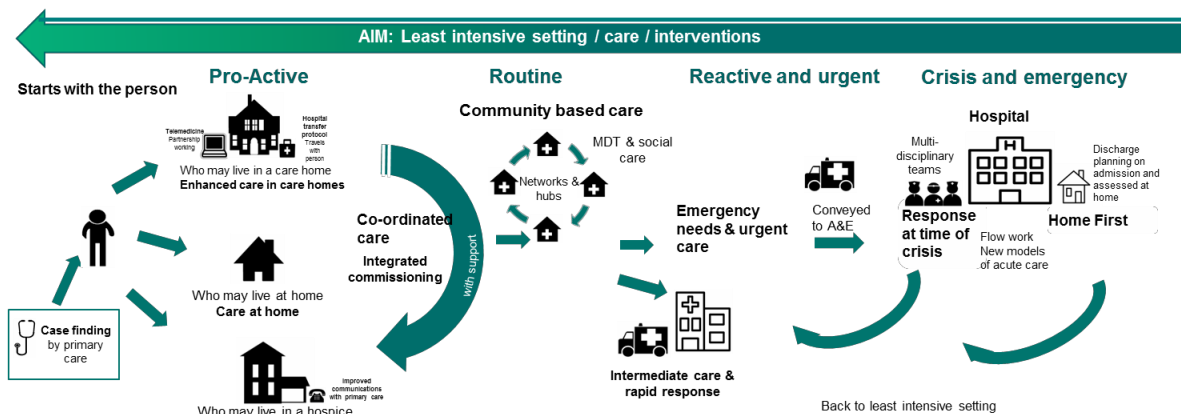 AIM: Least intensive setting / care / interventions
Pro-Active
Routine
Reactive and urgent
Crisis and emergency
Starts with the person
Telemedicine
Partnership
working
Hospital
transfer
protocol
Travels
with
person
Who may live in a care home
Enhanced care in care homes
Who may live at home
Care at home
Case finding
by primary
care
Improved
communications
with primary care
Who may live in a hospice
Co-ordinated
care
Integrated
commissioning
with support
Community based care
MDT & social
care
Networks &
hubs
Emergency
needs & urgent
care
Intermediate care &
rapid response
Conveyed
to A&E
Hospital
H
Multi-
disciplinary
teams
Response
at time of
crisis
Flow work
New models
of acute care
Discharge
planning on
admission and
assessed at
home
Home First
Back to least intensive setting